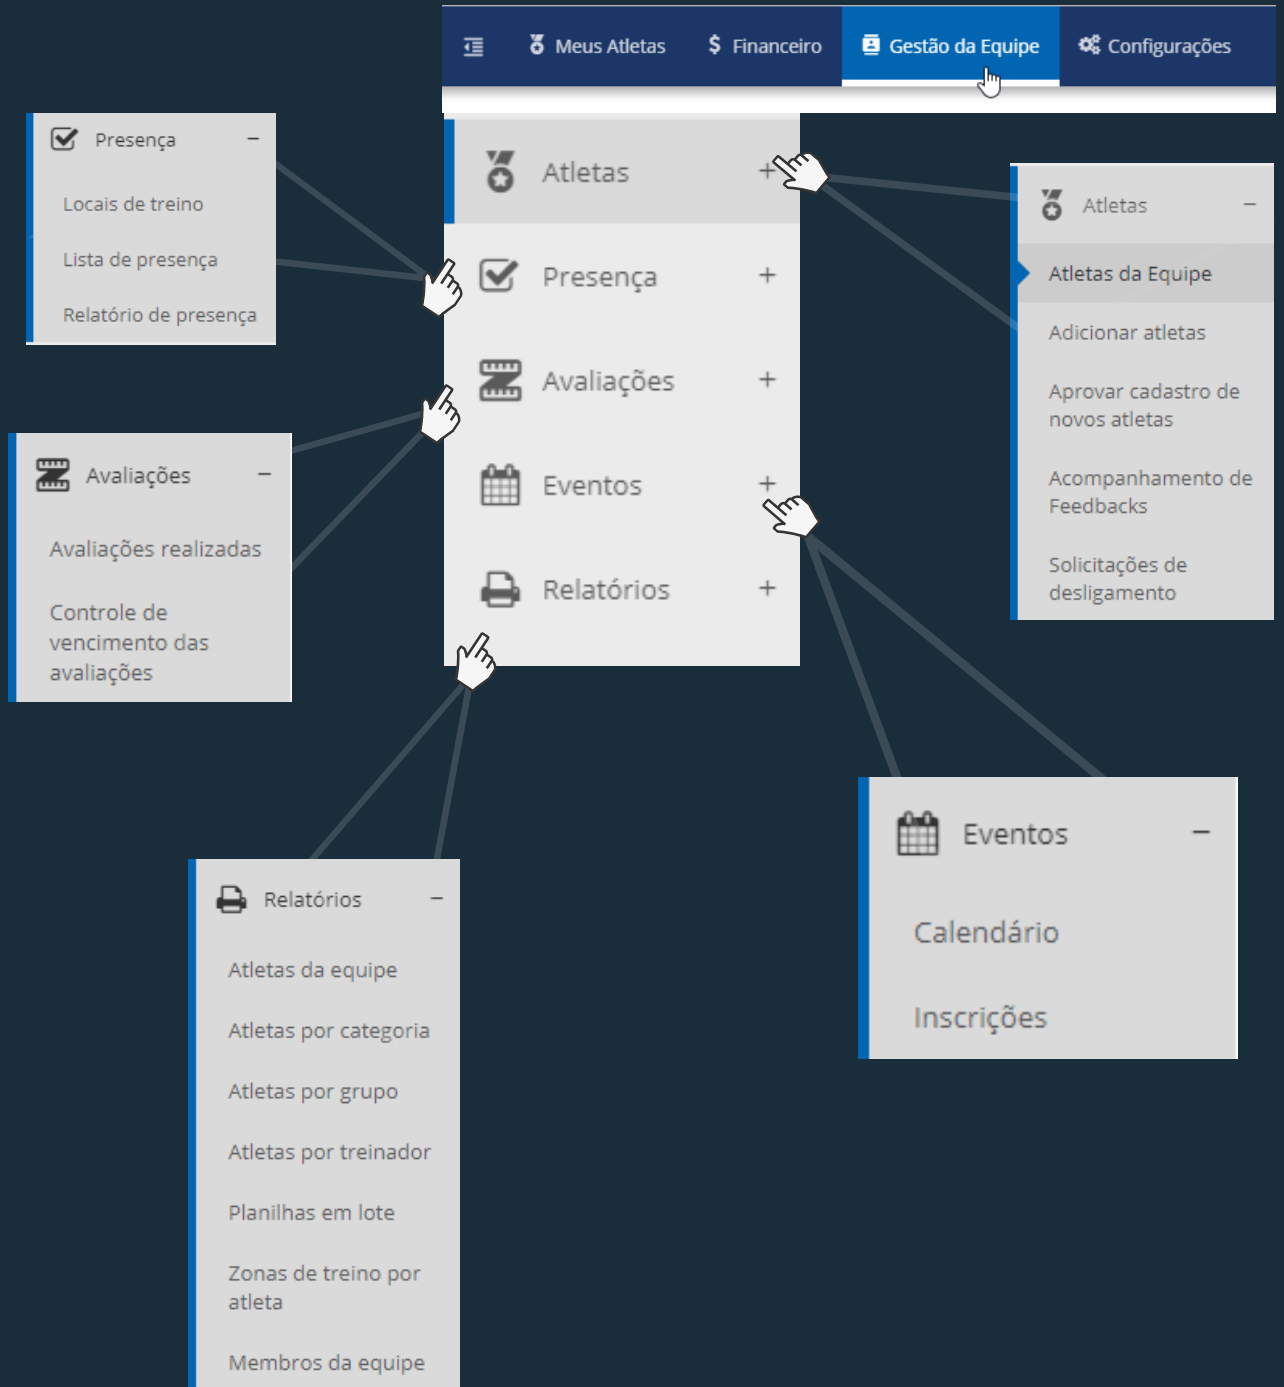 Meus Atletas
$ Financeiro
Gestão da Equipe
Configurações
Presença −
Locais de treino
Lista de presença
Relatório de presença
Atletas +
Presença +
Avaliações +
Eventos +
Relatórios +
Atletas −
Atletas da Equipe
Adicionar atletas
Aprovar cadastro de
novos atletas
Acompanhamento de
Feedbacks
Solicitações de
desligamento
Avaliações −
Avaliações realizadas
Controle de
vencimento das
avaliações
Eventos −
Calendário
Inscrições
Relatórios −
Atletas da equipe
Atletas por categoria
Atletas por grupo
Atletas por treinador
Planilhas em lote
Zonas de treino por
atleta
Membros da equipe